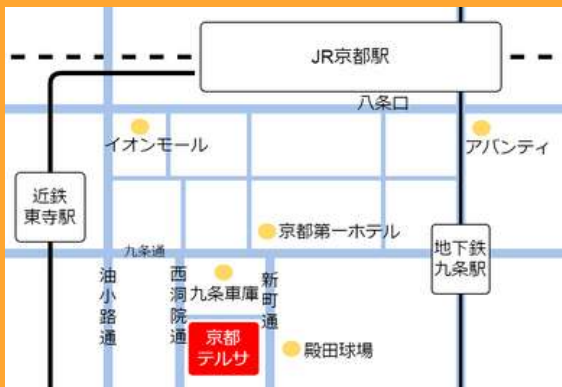 JR京都駅
八条口
イオンモール
アバンティ
近鉄
東寺駅
京都第一ホテル
地下鉄
九条駅
九条通
油小路通
西洞院通
九条車庫
新町通
京都
テルサ
殿田球場